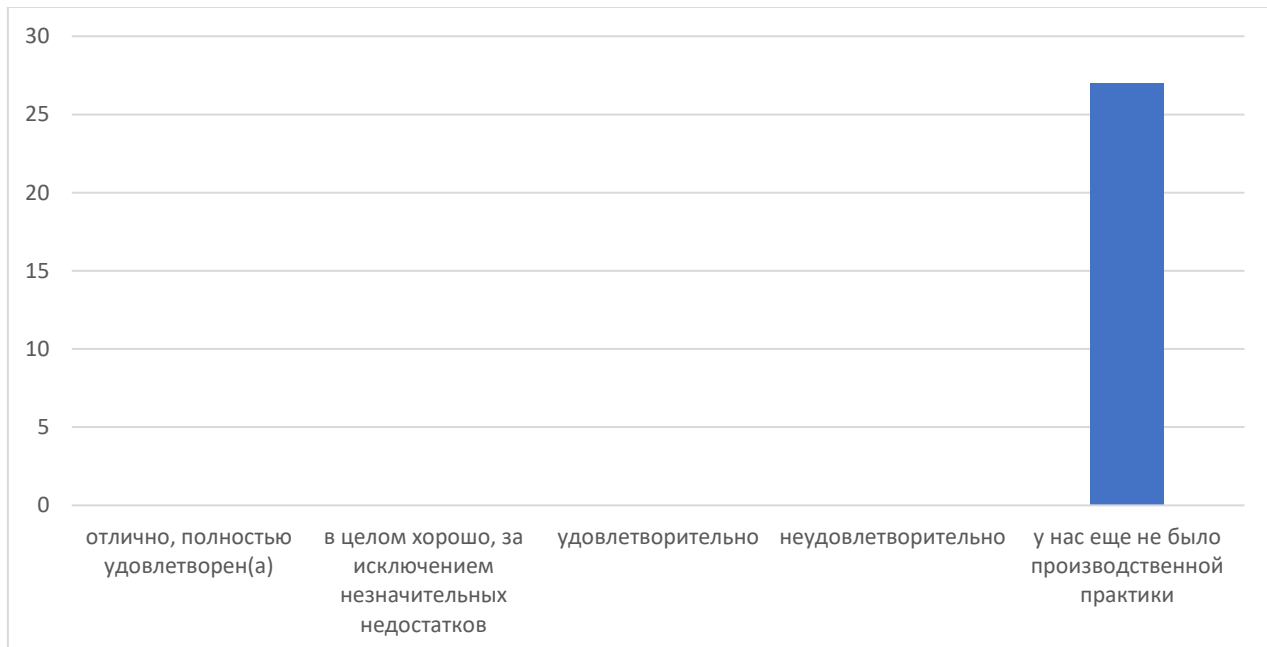 30
25
20
15
10
5
0
отлично, полностью
удовлетворен(а)
в целом хорошо, за
исключением
незначительных
недостатков
удовлетворительно
неудовлетворительно
у нас еще не было
производственной
практики